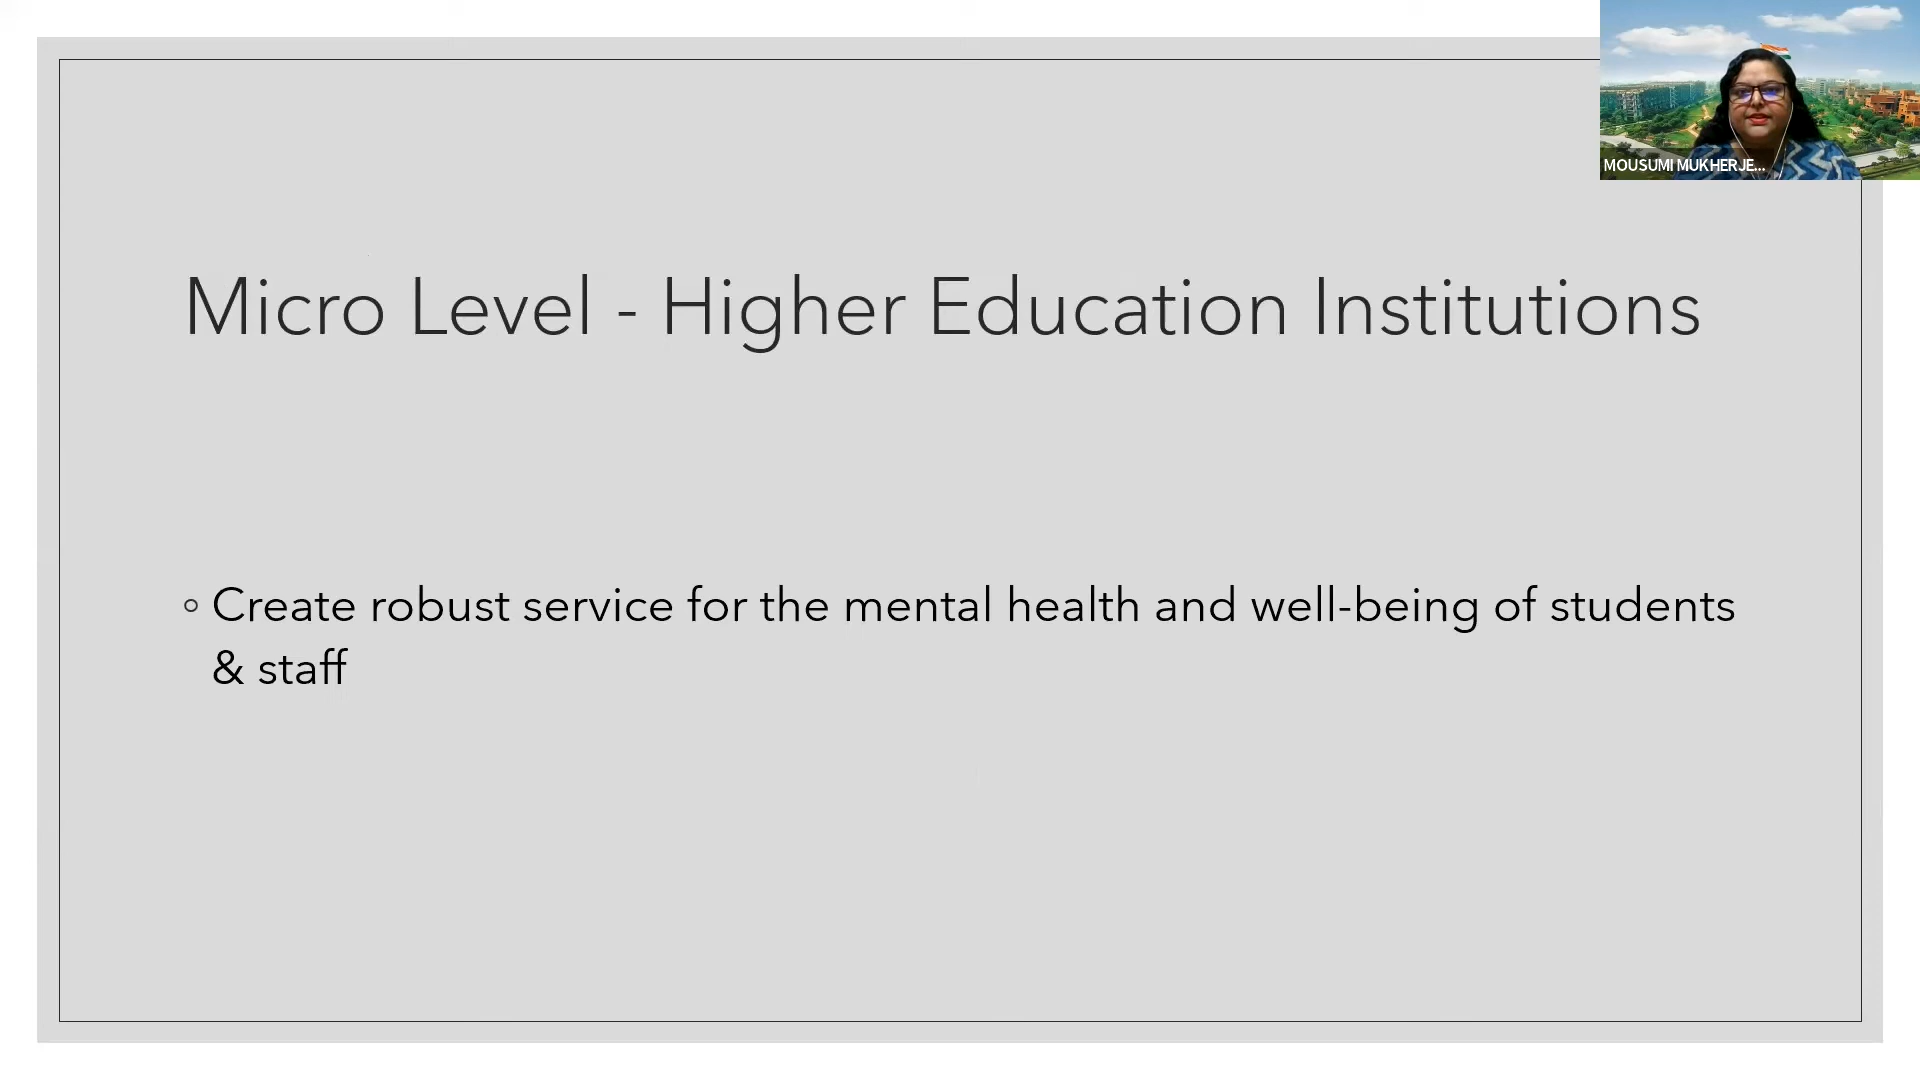 MOUSUMI MUKHERJE...
Micro Level - Higher Education Institutions
◦ Create robust service for the mental health and well-being of students
& staff